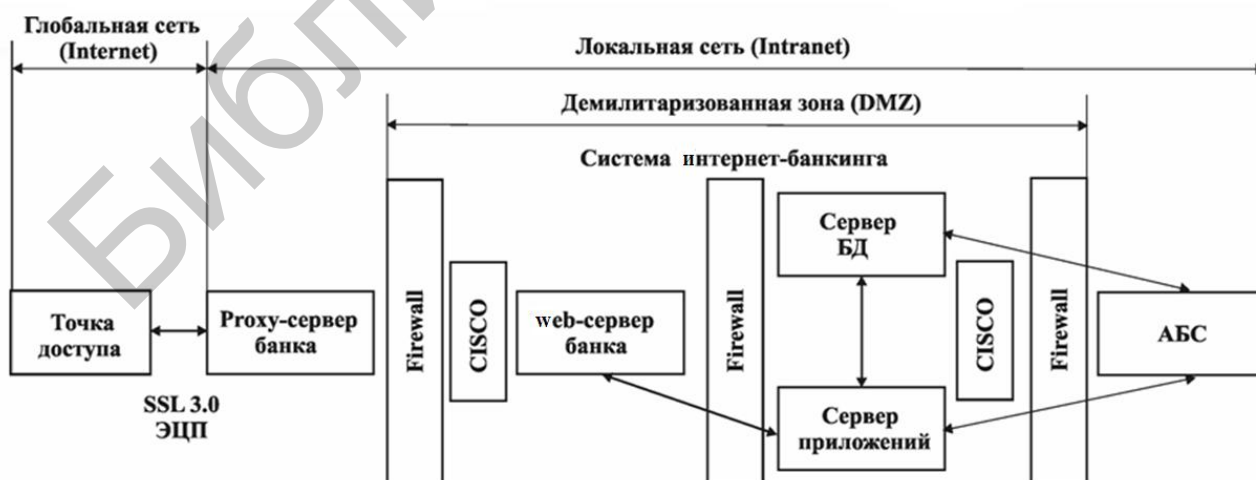 Глобальная сеть
(Internet)
Локальная сеть (Intranet)
Демилитаризованная зона (DMZ)
Система интернет-банкинга
Точка
доступа
SSL 3.0
ЭЦП
Proxy-сервер
банка
Firewall
CISCO
web-сервер
банка
Firewall
Сервер
БД
Сервер
приложений
CISCO
Firewall
АБС
Библи